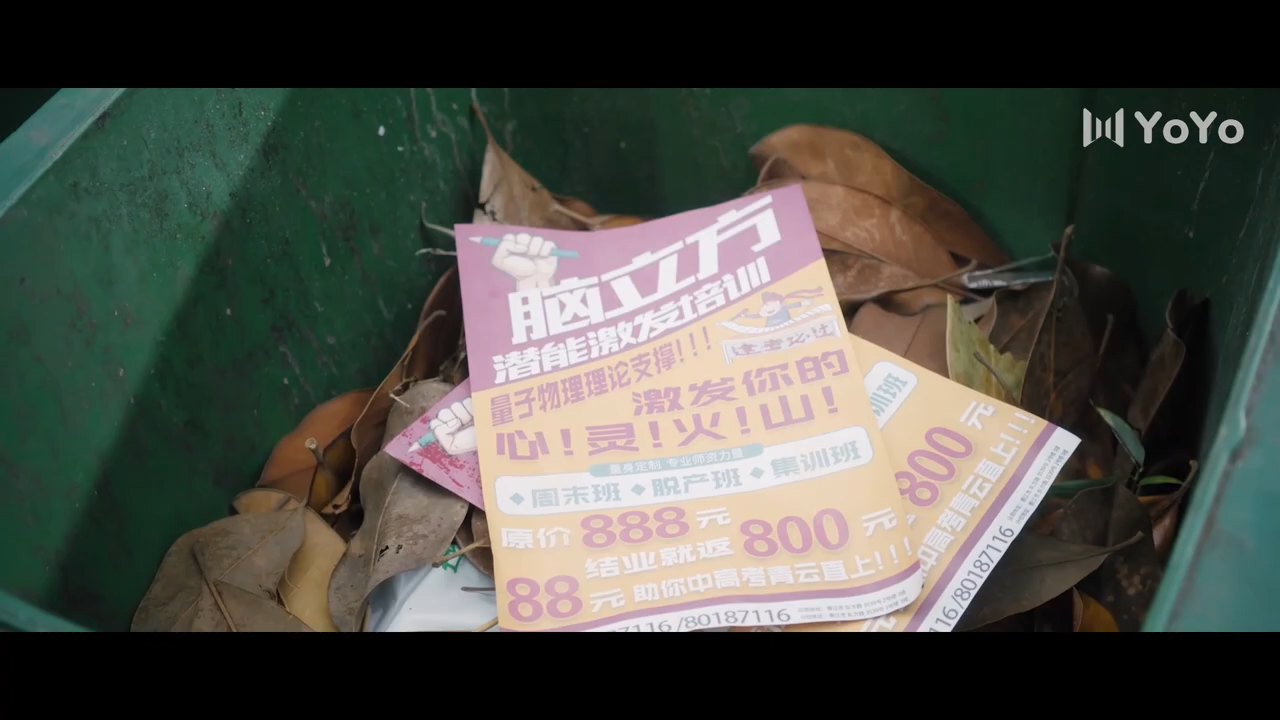 YoYo
脑立方
潜能激发培训
量子物理理论支撑!!!
逢考必过
激发你的
心!灵!火!山!
量身定制 专业师资力量
◆周末班 ◆脱产班 ◆集训班
原价888元
结业就返800元
88元助你中高考青云直上!!!
7116/80187116
训班
800元
中高考青云直上!!!
116/80187116